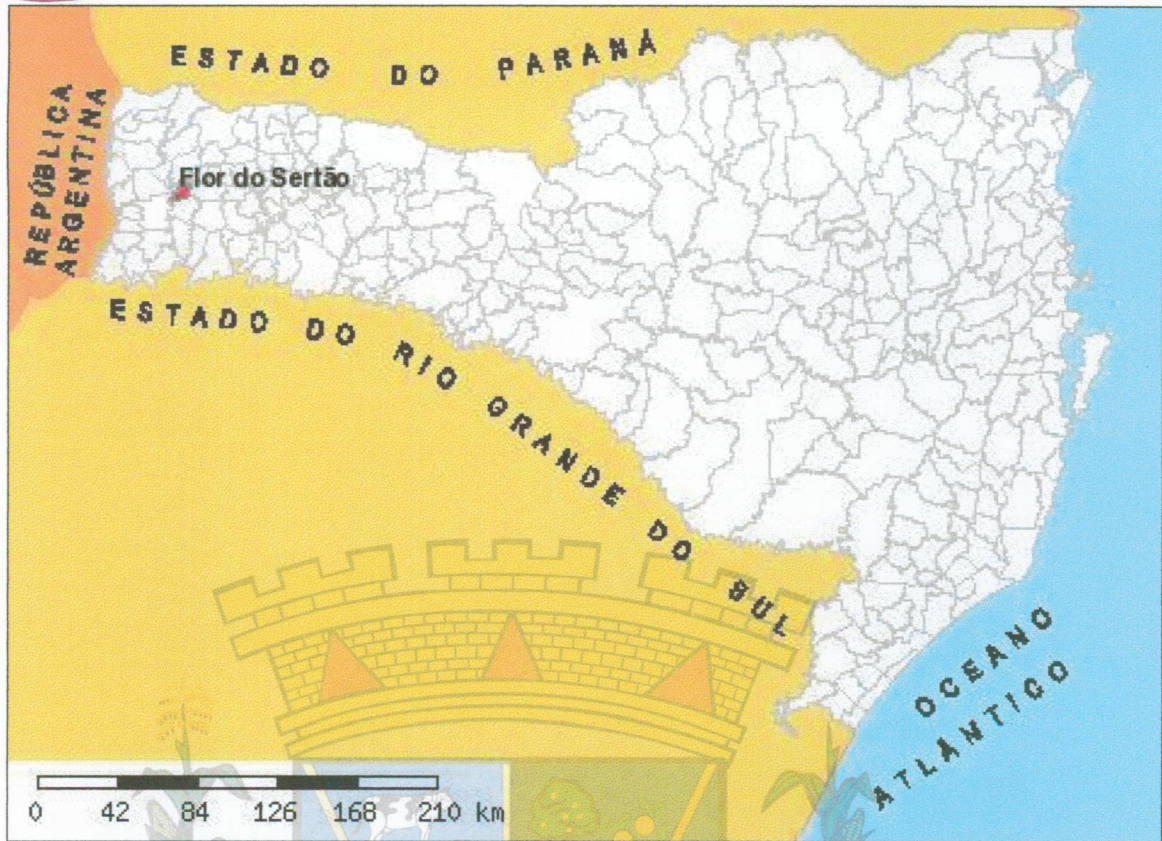 ESTADO DO PARANÁ
REPÚBLICA
ARGENTINA
Flor do Sertão
ESTADO DO RIO GRANDE DO SUL
OCEANO
ATLÂNTICO
0 42 84 126 168 210 km